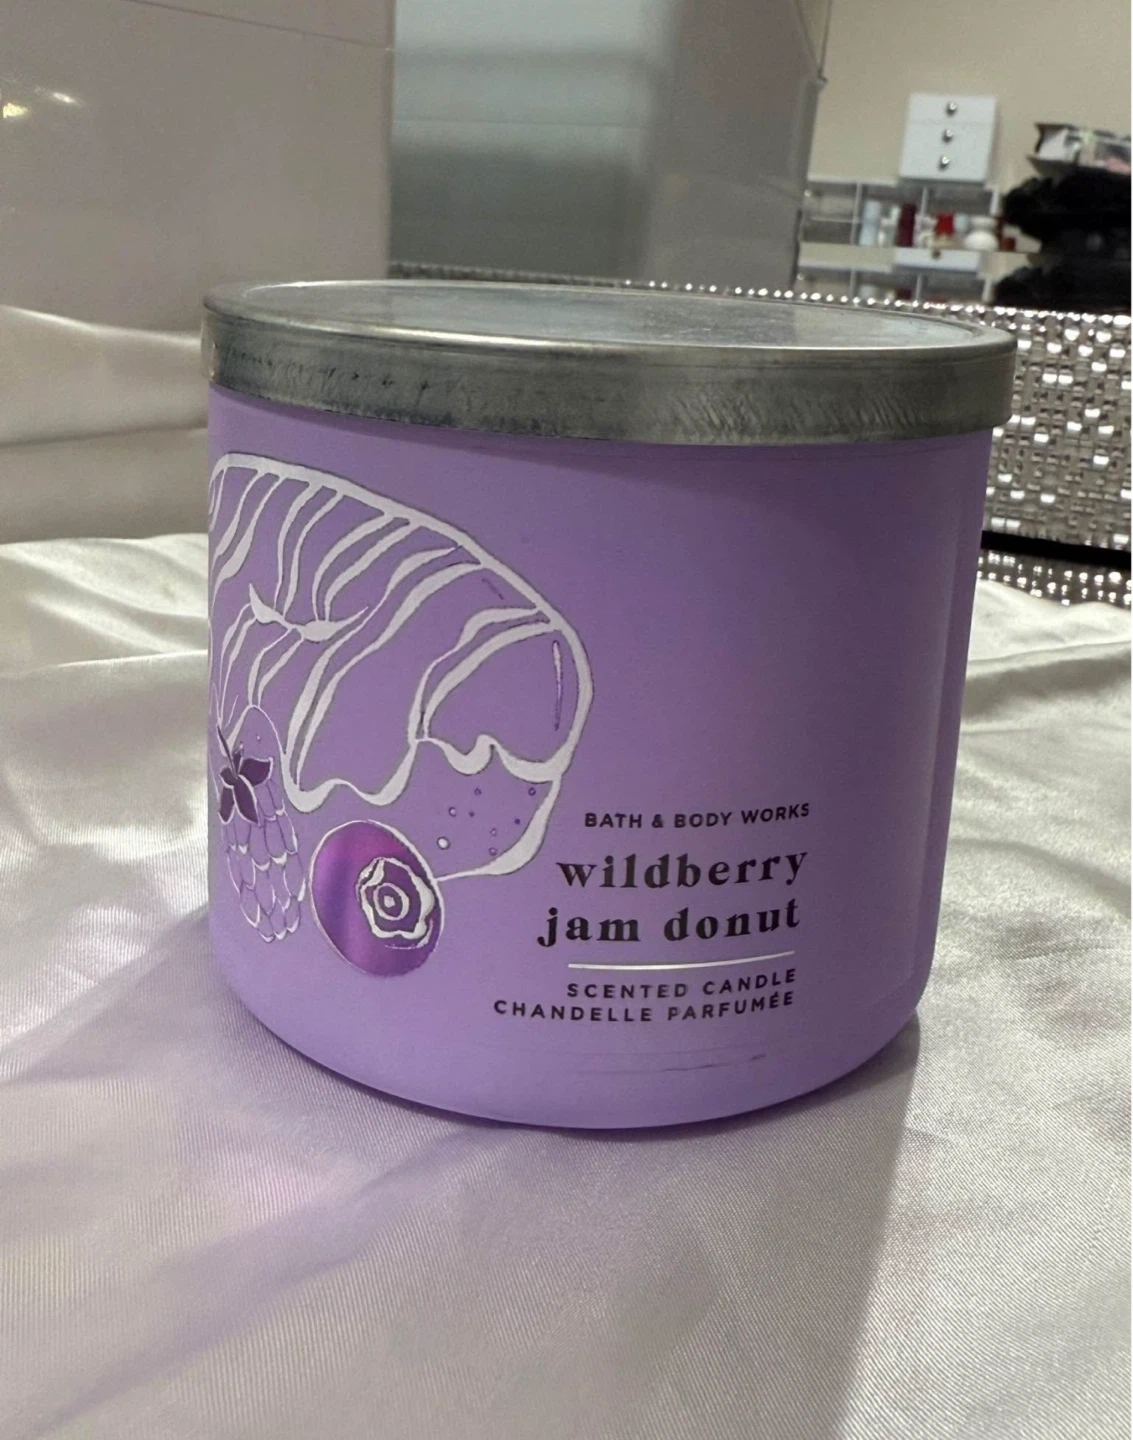 BATH & BODY WORKS
wildberry
jam donut
SCENTED CANDLE
CHANDELLE PARFUMÉE